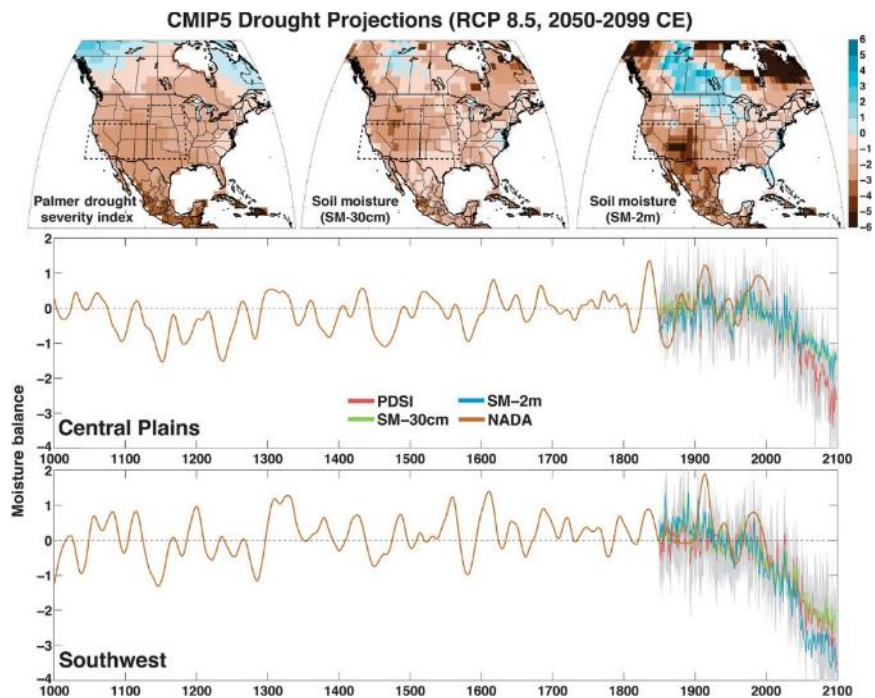 CMIP5 Drought Projections (RCP 8.5, 2050-2099 CE)
Palmer drought
severity index
Soil moisture
(SM-30cm)
Soil moisture
(SM-2m)
6
5
4
3
2
1
0
−1
−2
−3
−4
−5
−6
Moisture balance
2
1
0
−1
−2
−3
−4
PDSI
SM-2m
SM-30cm
NADA
Central Plains
1000 1100 1200 1300 1400 1500 1600 1700 1800 1900 2000 2100
2
1
0
−1
−2
−3
−4
Southwest
1000 1100 1200 1300 1400 1500 1600 1700 1800 1900 2000 2100